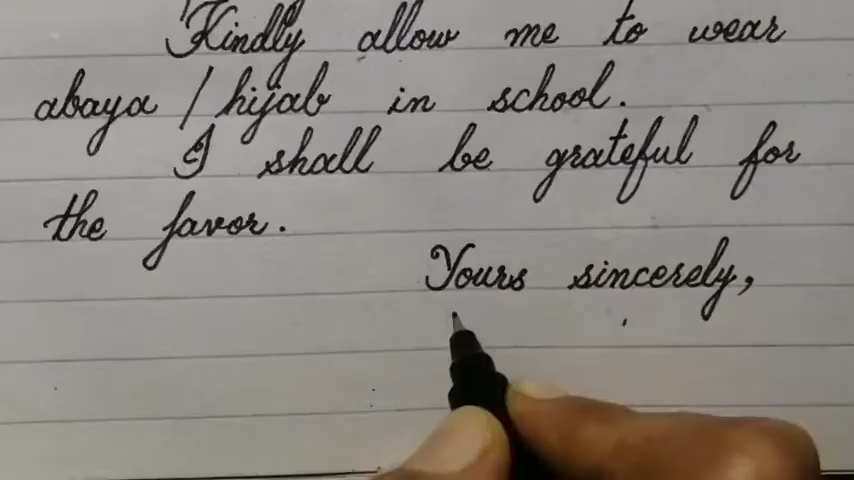 Kindly allow me to wear
abaya / hijab in school.
I shall be grateful for
the favor.
Yours sincerely,